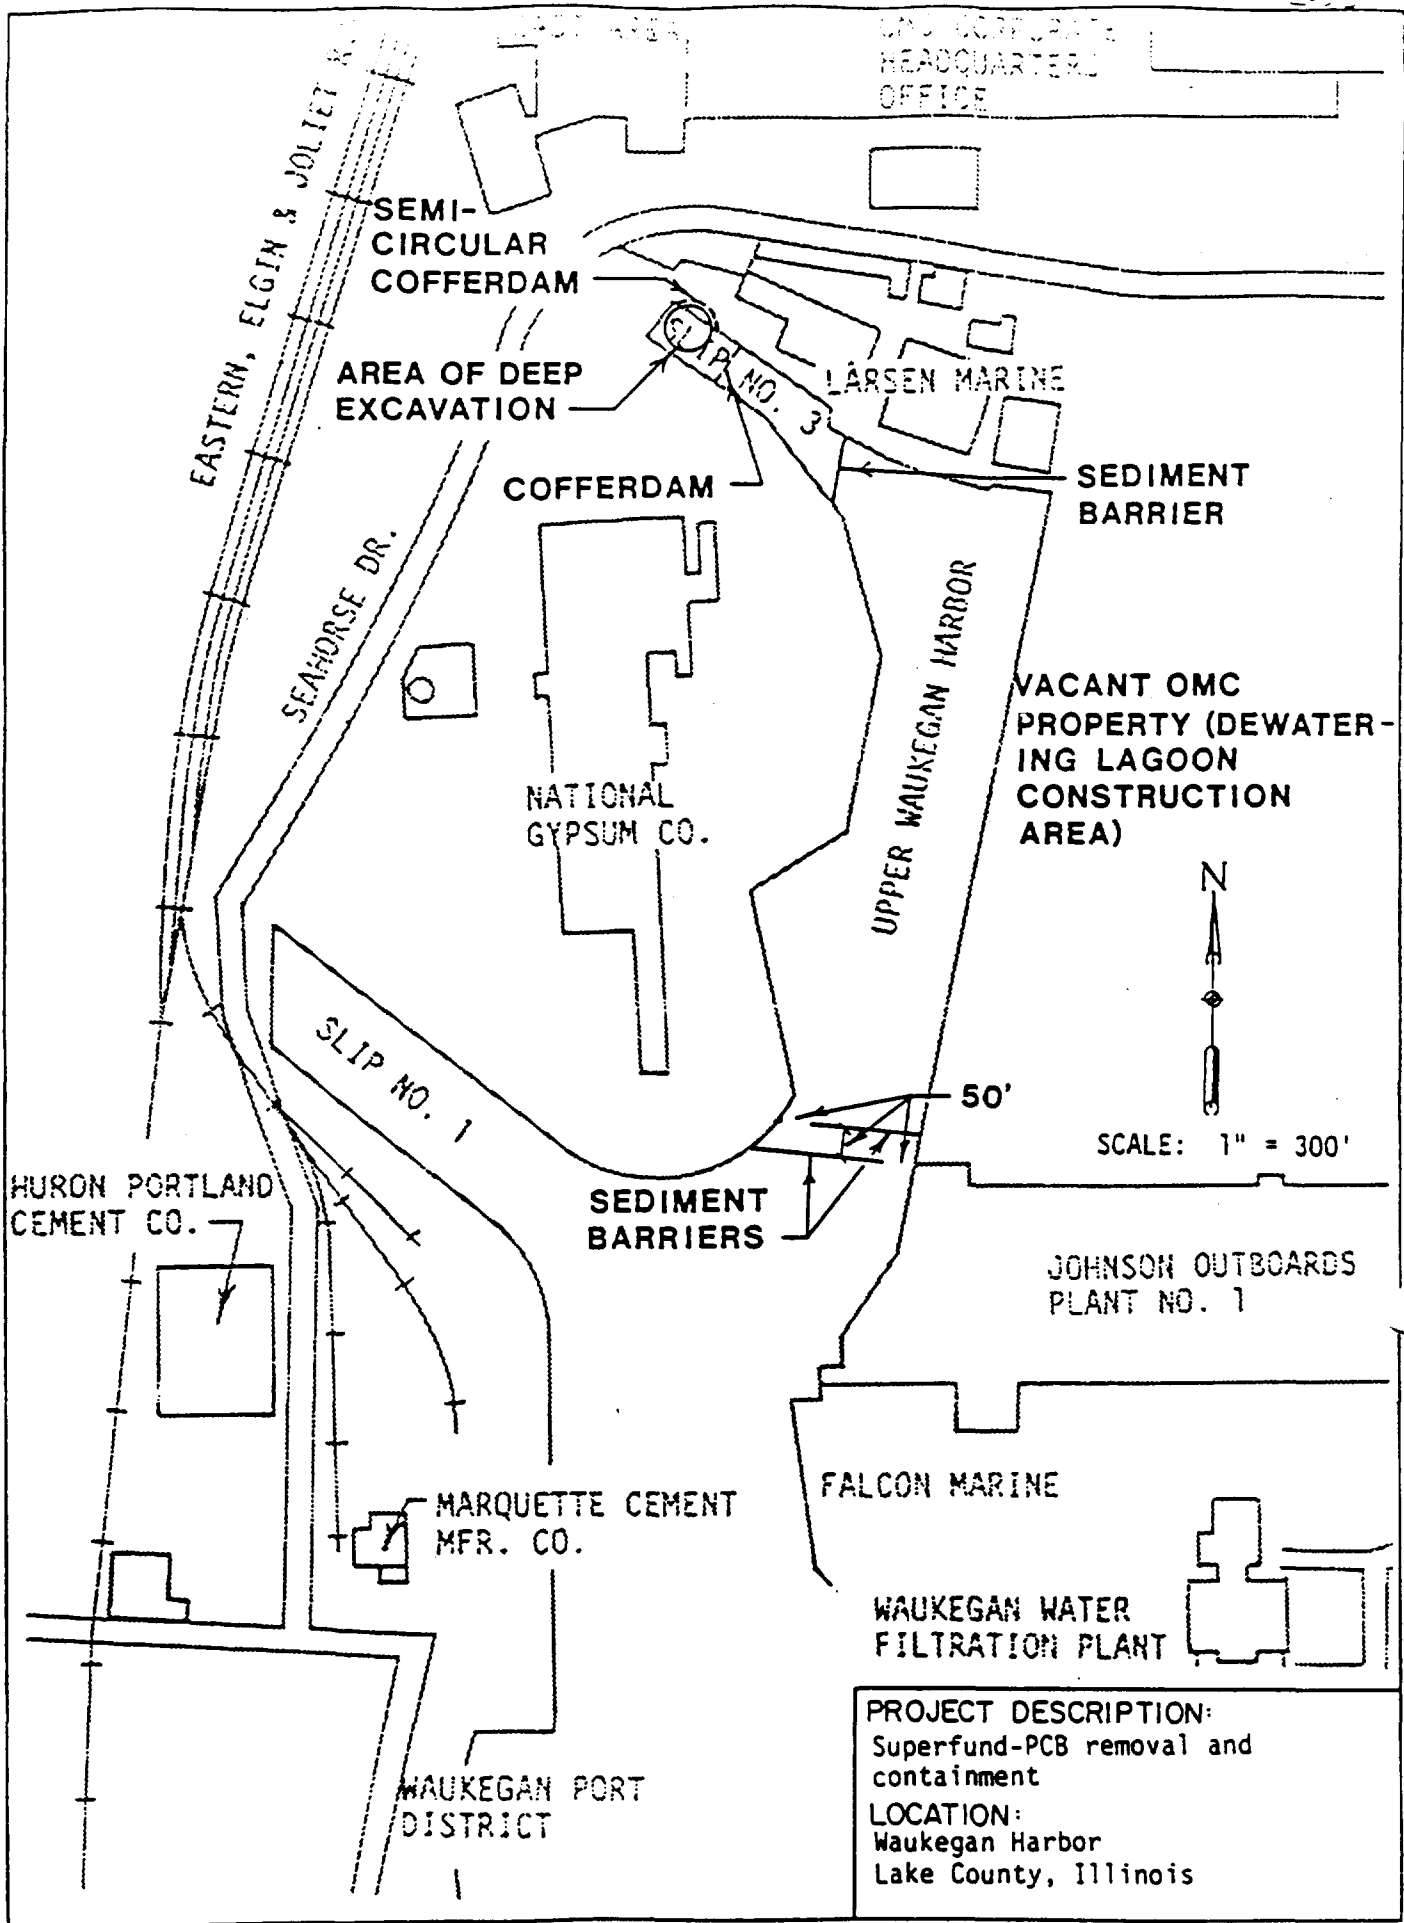 HEADQUARTERS
OFFICE
EASTERN, ELGIN & JOLIET R.
SEMI-
CIRCULAR
COFFERDAM
AREA OF DEEP
EXCAVATION
SLIP NO. 3
LARSEN MARINE
COFFERDAM
SEDIMENT
BARRIER
SEAHORSE DR.
UPPER WAUKEGAN HARBOR
VACANT OMC
PROPERTY (DEWATER-
ING LAGOON
CONSTRUCTION
AREA)
NATIONAL
GYPSUM CO.
N
SLIP NO. 1
50'
SCALE: 1" = 300'
HURON PORTLAND
CEMENT CO.
SEDIMENT
BARRIERS
JOHNSON OUTBOARDS
PLANT NO. 1
FALCON MARINE
MARQUETTE CEMENT
MFR. CO.
WAUKEGAN WATER
FILTRATION PLANT
WAUKEGAN PORT
DISTRICT
PROJECT DESCRIPTION:
Superfund-PCB removal and
containment
LOCATION:
Waukegan Harbor
Lake County, Illinois